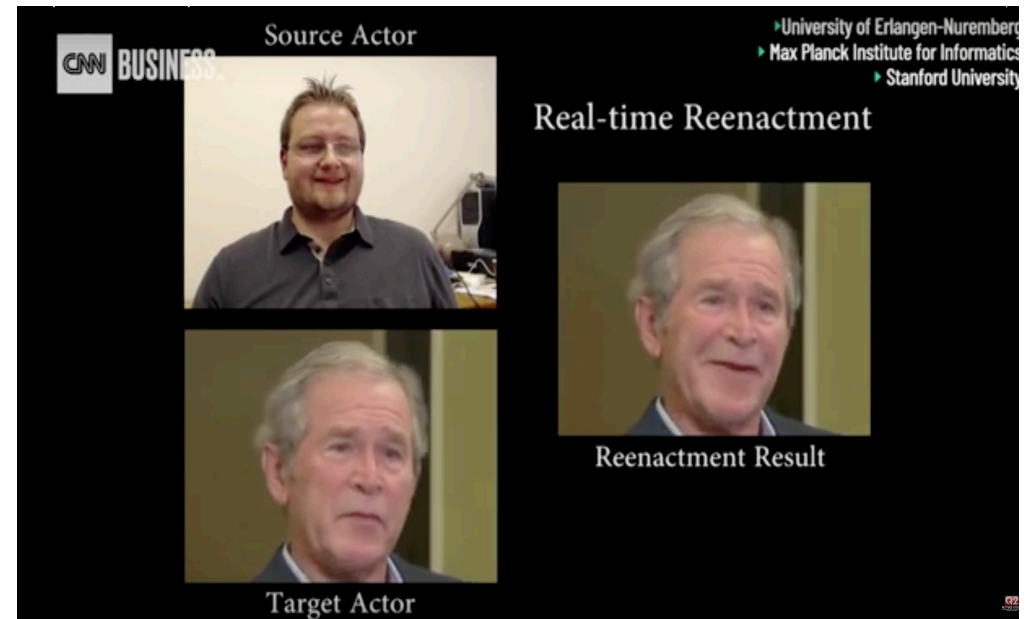 CNN BUSINESS.
Source Actor
▸University of Erlangen-Nuremberg
▸ Max Planck Institute for Informatics
▸ Stanford University
Real-time Reenactment
Reenactment Result
Target Actor